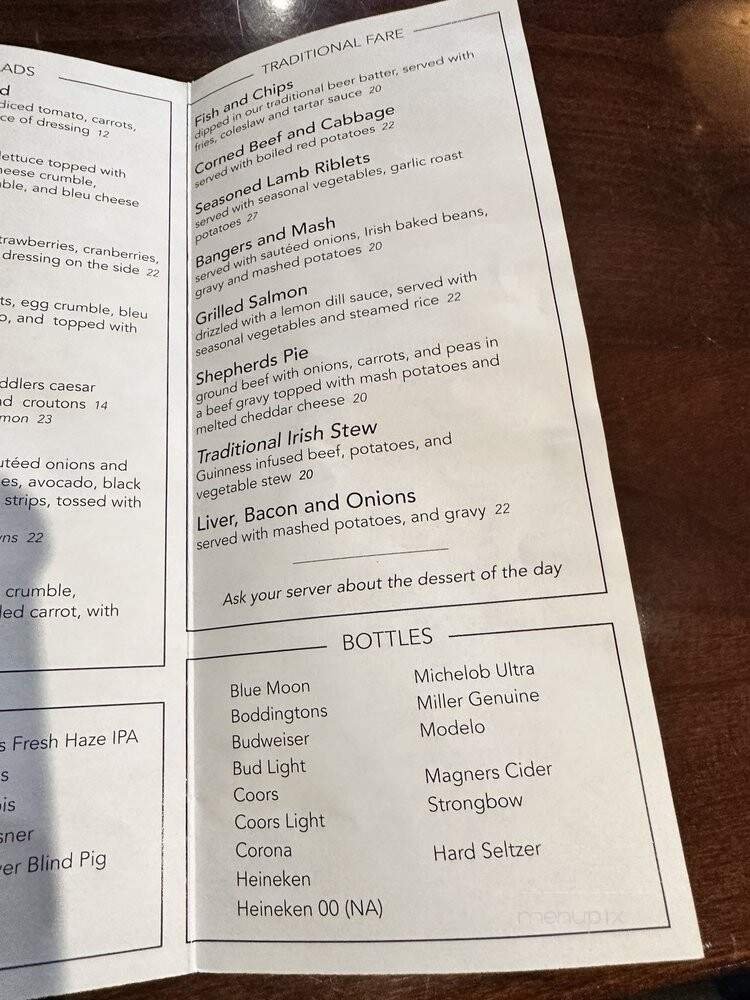 ADS
d
diced tomato, carrots,
ce of dressing 12
lettuce topped with
heese crumble,
ble, and bleu cheese
trawberries, cranberries,
dressing on the side 22
ts, egg crumble, bleu
o, and topped with
ddlers caesar
nd croutons 14
mon 23
utéed onions and
es, avocado, black
strips, tossed with
wns 22
crumble,
led carrot, with
s Fresh Haze IPA
s
is
sner
er Blind Pig
TRADITIONAL FARE
Fish and Chips
dipped in our traditional beer batter, served with
fries, coleslaw and tartar sauce 20
Corned Beef and Cabbage
served with boiled red potatoes 22
Seasoned Lamb Riblets
served with seasonal vegetables, garlic roast
potatoes 27
Bangers and Mash
served with sautéed onions, Irish baked beans,
gravy and mashed potatoes 20
Grilled Salmon
drizzled with a lemon dill sauce, served with
seasonal vegetables and steamed rice 22
Shepherds Pie
ground beef with onions, carrots, and peas in
a beef gravy topped with mash potatoes and
melted cheddar cheese 20
Traditional Irish Stew
Guinness infused beef, potatoes, and
vegetable stew 20
Liver, Bacon and Onions
served with mashed potatoes, and gravy 22
Ask your server about the dessert of the day
BOTTLES
Blue Moon
Boddingtons
Budweiser
Bud Light
Coors
Coors Light
Corona
Heineken
Heineken 00 (NA)
Michelob Ultra
Miller Genuine
Modelo
Magners Cider
Strongbow
Hard Seltzer
menupix